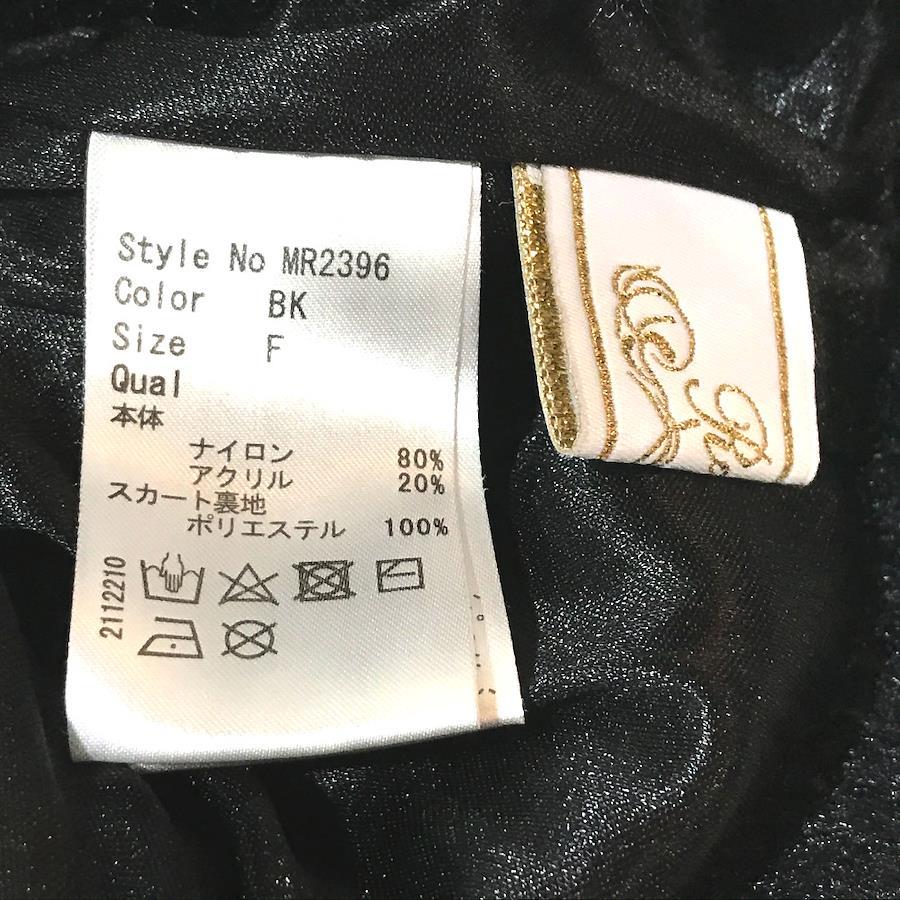 Style No MR2396
Color BK
Size F
Qual
本体
ナイロン 80%
アクリル 20%
スカート裏地
ポリエステル 100%
2112210